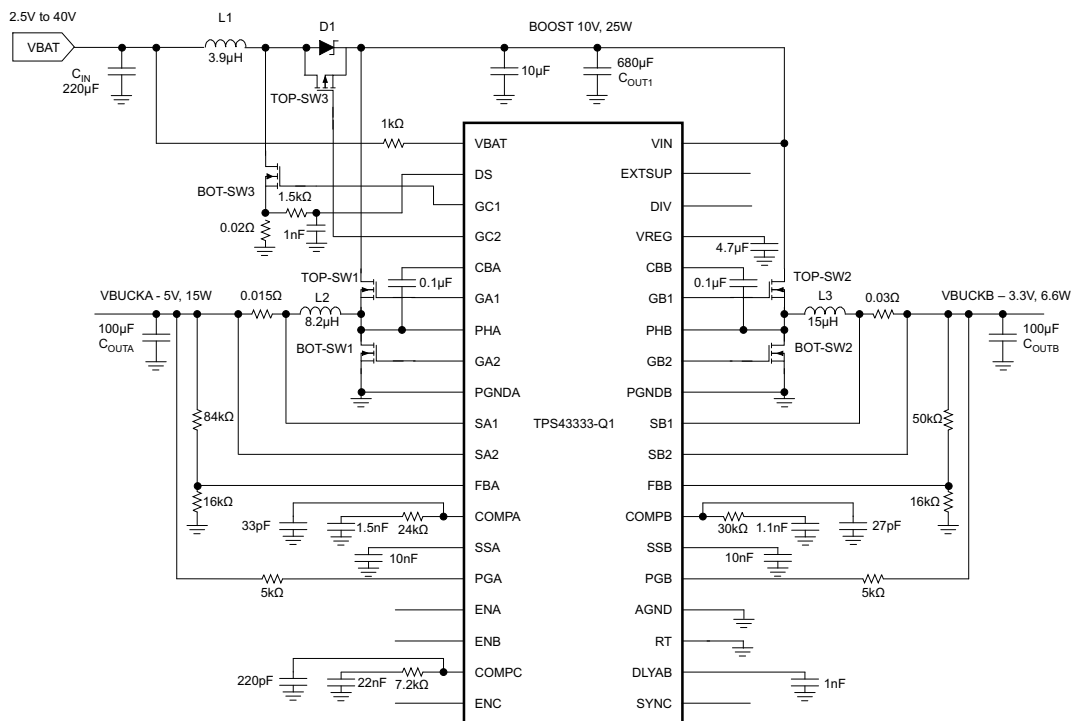 2.5V to 40V
L1
D1
BOOST 10V, 25W
VBAT
3.9µH
C_IN
220µF
10µF
680µF
C_OUT1
TOP-SW3
1kΩ
VBAT
VIN
DS
EXTSUP
BOT-SW3
1.5kΩ
GC1
DIV
0.02Ω
1nF
GC2
VREG
4.7µF
CBA
CBB
TOP-SW1
0.1µF
0.1µF
TOP-SW2
VBUCKA - 5V, 15W
0.015Ω
L2
GA1
GB1
L3
0.03Ω
VBUCKB – 3.3V, 6.6W
8.2µH
15µH
100µF
C_OUTA
PHA
PHB
100µF
C_OUTB
BOT-SW1
GA2
GB2
BOT-SW2
PGNDA
PGNDB
84kΩ
SA1
TPS43333-Q1
SB1
50kΩ
SA2
SB2
FBA
FBB
16kΩ
16kΩ
33pF
1.5nF
24kΩ
COMPA
COMPB
30kΩ
1.1nF
27pF
10nF
SSA
SSB
10nF
PGA
PGB
5kΩ
5kΩ
ENA
AGND
ENB
RT
220pF
22nF
7.2kΩ
COMPC
DLYAB
1nF
ENC
SYNC